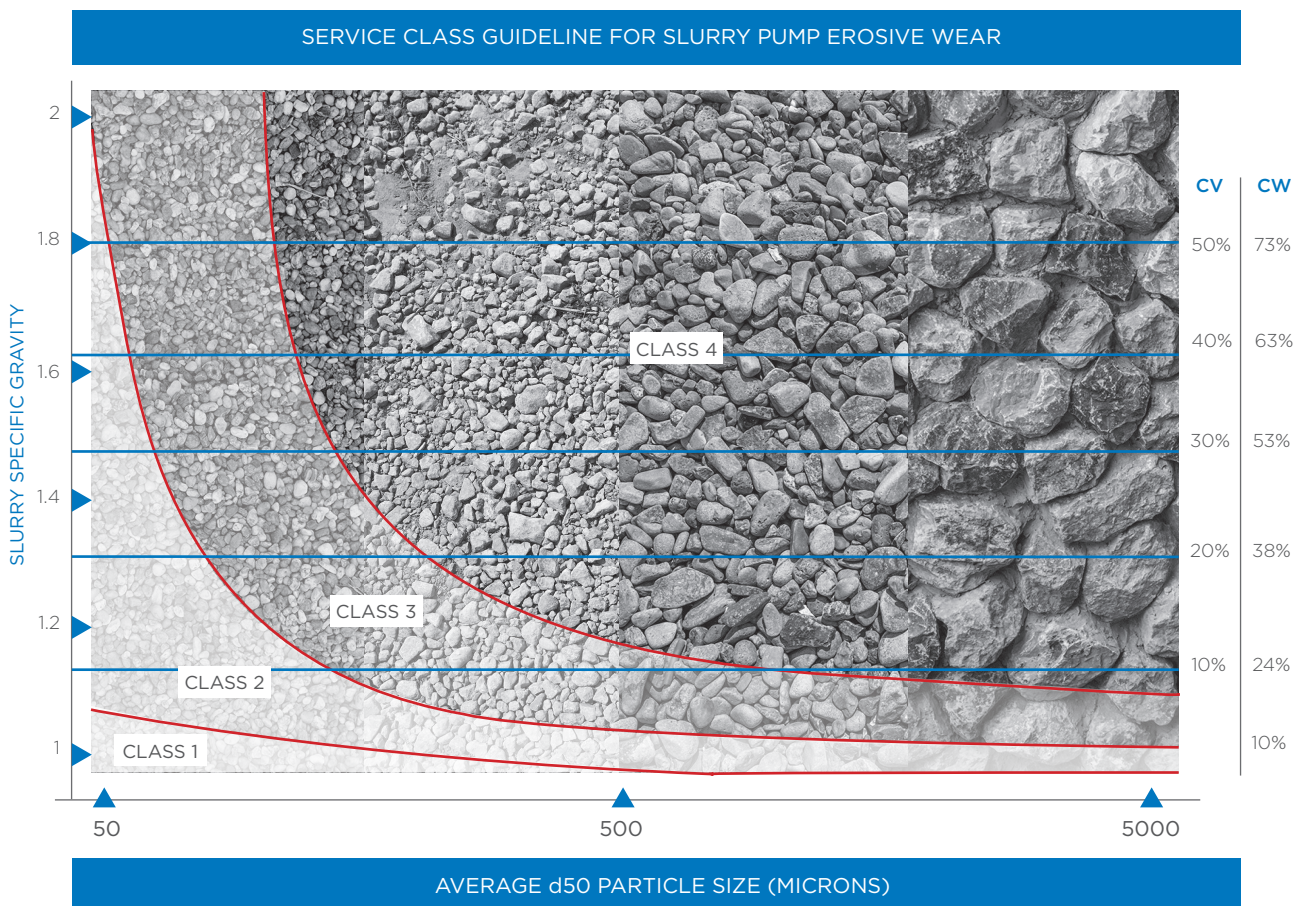 SERVICE CLASS GUIDELINE FOR SLURRY PUMP EROSIVE WEAR
SLURRY SPECIFIC GRAVITY
2
1.8
1.6
1.4
1.2
1
CV CW
50% 73%
40% 63%
30% 53%
20% 38%
10% 24%
10%
CLASS 4
CLASS 3
CLASS 2
CLASS 1
50 500 5000
AVERAGE d50 PARTICLE SIZE (MICRONS)